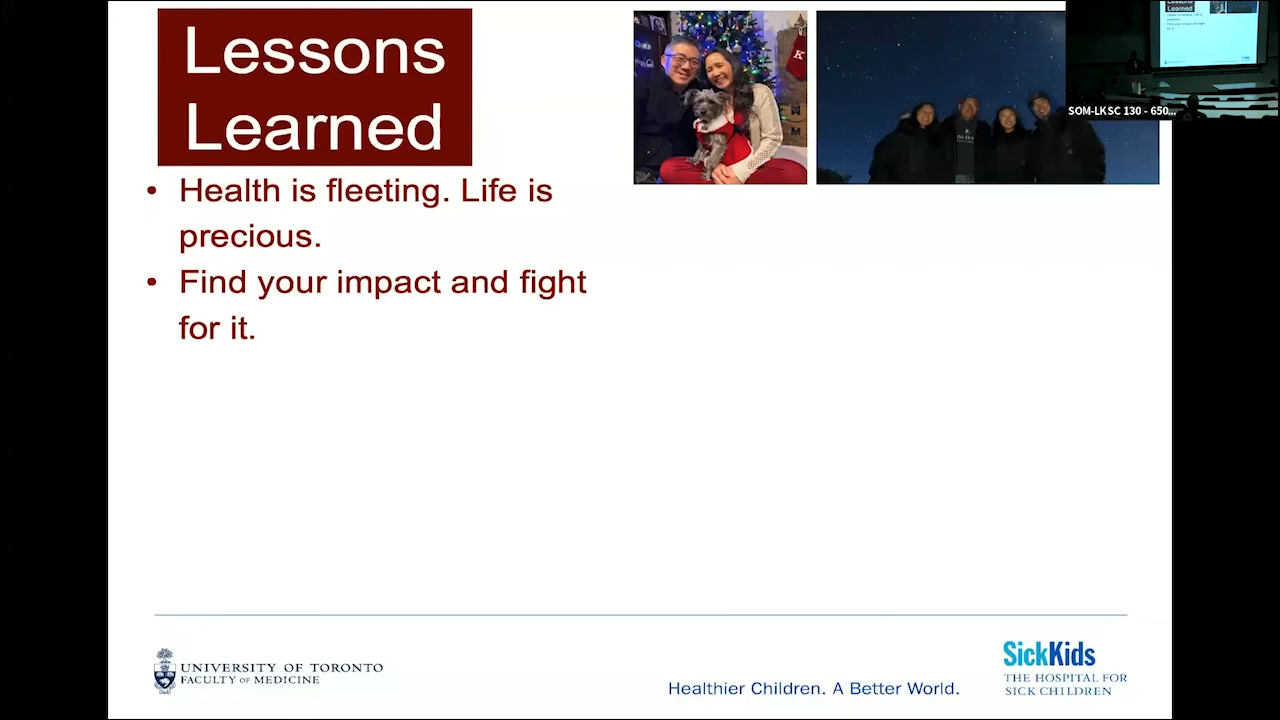 Lessons
Learned
• Health is fleeting. Life is
precious.
• Find your impact and fight
for it.
K
SOM-LKSC 130 - 650...
UNIVERSITY OF TORONTO
FACULTY OF MEDICINE
Healthier Children. A Better World.
SickKids
THE HOSPITAL FOR
SICK CHILDREN